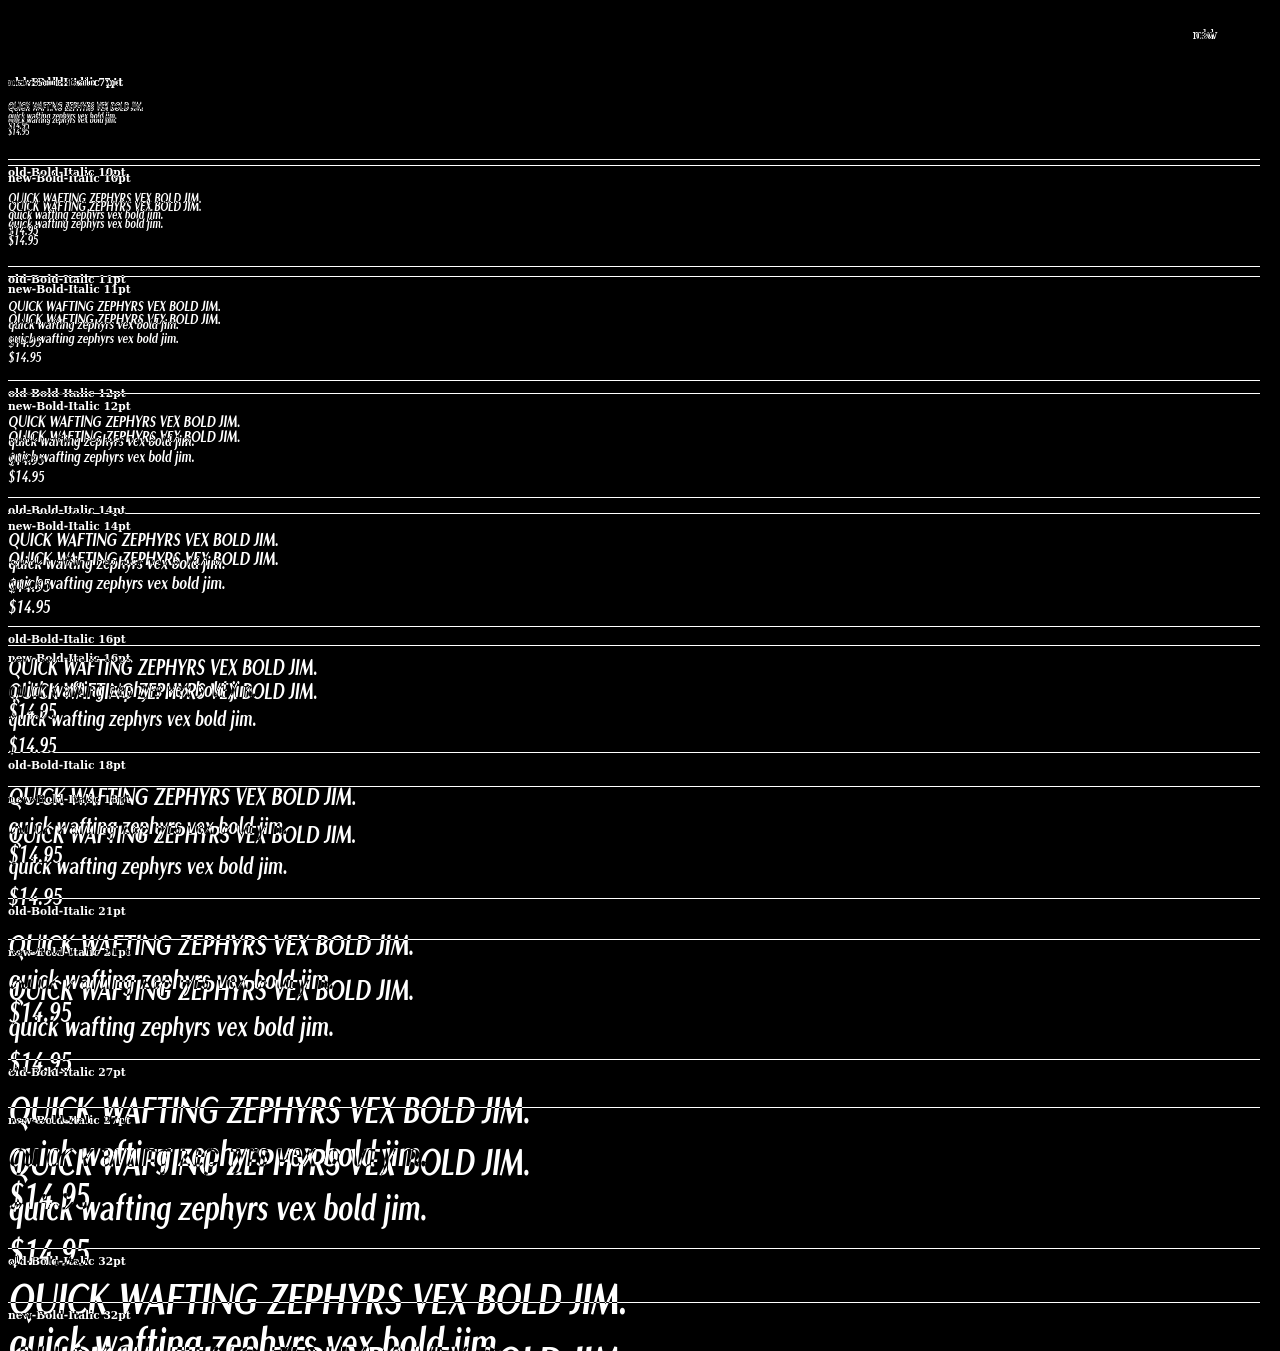 QUICK WAFTING ZEPHYRS VEX BOLD JIM.
quick wafting zephyrs vex bold jim.
$14.95
old-Bold-Italic 10pt
new-Bold-Italic 10pt
QUICK WAFTING ZEPHYRS VEX BOLD JIM.
QUICK WAFTING ZEPHYRS VEX BOLD JIM.
quick wafting zephyrs vex bold jim.
quick wafting zephyrs vex bold jim.
$14.95
$14.95
old-Bold-Italic 11pt
new-Bold-Italic 11pt
QUICK WAFTING ZEPHYRS VEX BOLD JIM.
QUICK WAFTING ZEPHYRS VEX BOLD JIM.
quick wafting zephyrs vex bold jim.
quick wafting zephyrs vex bold jim.
$14.95
$14.95
old-Bold-Italic 12pt
new-Bold-Italic 12pt
QUICK WAFTING ZEPHYRS VEX BOLD JIM.
QUICK WAFTING ZEPHYRS VEX BOLD JIM.
quick wafting zephyrs vex bold jim.
quick wafting zephyrs vex bold jim.
$14.95
$14.95
old-Bold-Italic 14pt
new-Bold-Italic 14pt
QUICK WAFTING ZEPHYRS VEX BOLD JIM.
QUICK WAFTING ZEPHYRS VEX BOLD JIM.
quick wafting zephyrs vex bold jim.
quick wafting zephyrs vex bold jim.
$14.95
$14.95
old-Bold-Italic 16pt
new-Bold-Italic 16pt
QUICK WAFTING ZEPHYRS VEX BOLD JIM.
quick wafting zephyrs vex bold jim.
QUICK WAFTING ZEPHYRS VEX BOLD JIM.
$14.95
quick wafting zephyrs vex bold jim.
$14.95
old-Bold-Italic 18pt
new-Bold-Italic 18pt
QUICK WAFTING ZEPHYRS VEX BOLD JIM.
quick wafting zephyrs vex bold jim.
QUICK WAFTING ZEPHYRS VEX BOLD JIM.
$14.95
quick wafting zephyrs vex bold jim.
$14.95
old-Bold-Italic 21pt
QUICK WAFTING ZEPHYRS VEX BOLD JIM.
new-Bold-Italic 21pt
quick wafting zephyrs vex bold jim.
QUICK WAFTING ZEPHYRS VEX BOLD JIM.
$14.95
quick wafting zephyrs vex bold jim.
$14.95
old-Bold-Italic 27pt
QUICK WAFTING ZEPHYRS VEX BOLD JIM.
new-Bold-Italic 27pt
quick wafting zephyrs vex bold jim.
QUICK WAFTING ZEPHYRS VEX BOLD JIM.
$14.95
quick wafting zephyrs vex bold jim.
$14.95
old-Bold-Italic 32pt
QUICK WAFTING ZEPHYRS VEX BOLD JIM.
new-Bold-Italic 32pt
quick wafting zephyrs vex bold jim.
QUICK WAFTING ZEPHYRS VEX BOLD JIM.